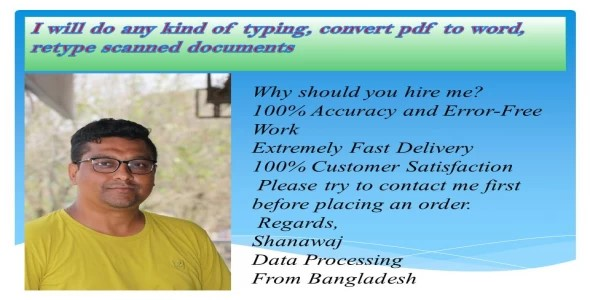 I will do any kind of typing, convert pdf to word,
retype scanned documents
Why should you hire me?
100% Accuracy and Error-Free
Work
Extremely Fast Delivery
100% Customer Satisfaction
Please try to contact me first
before placing an order.
Regards,
Shanawaj
Data Processing
From Bangladesh